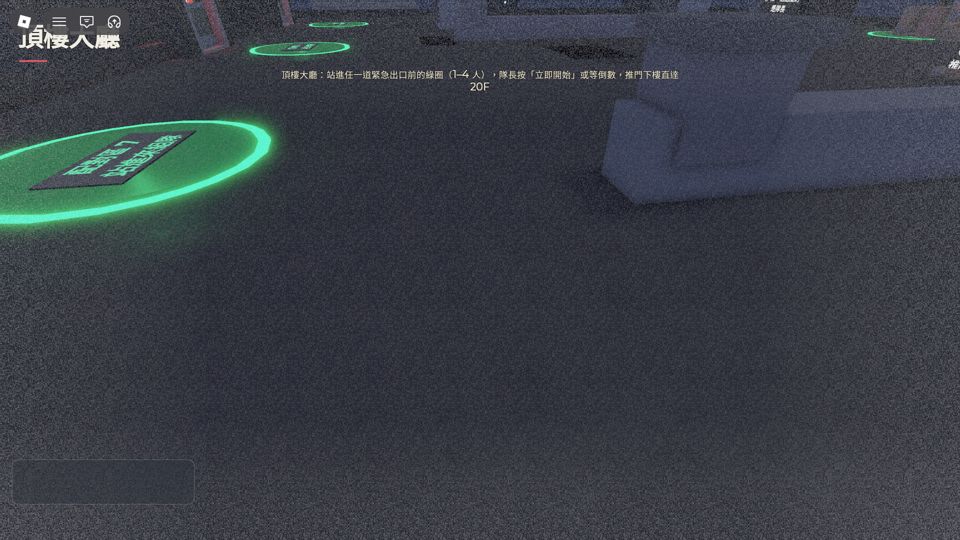 頂樓大廳
頂樓大廳：站進任一道緊急出口前的綠圈（1–4 人），隊長按「立即開始」或等倒數，推門下樓直達
20F